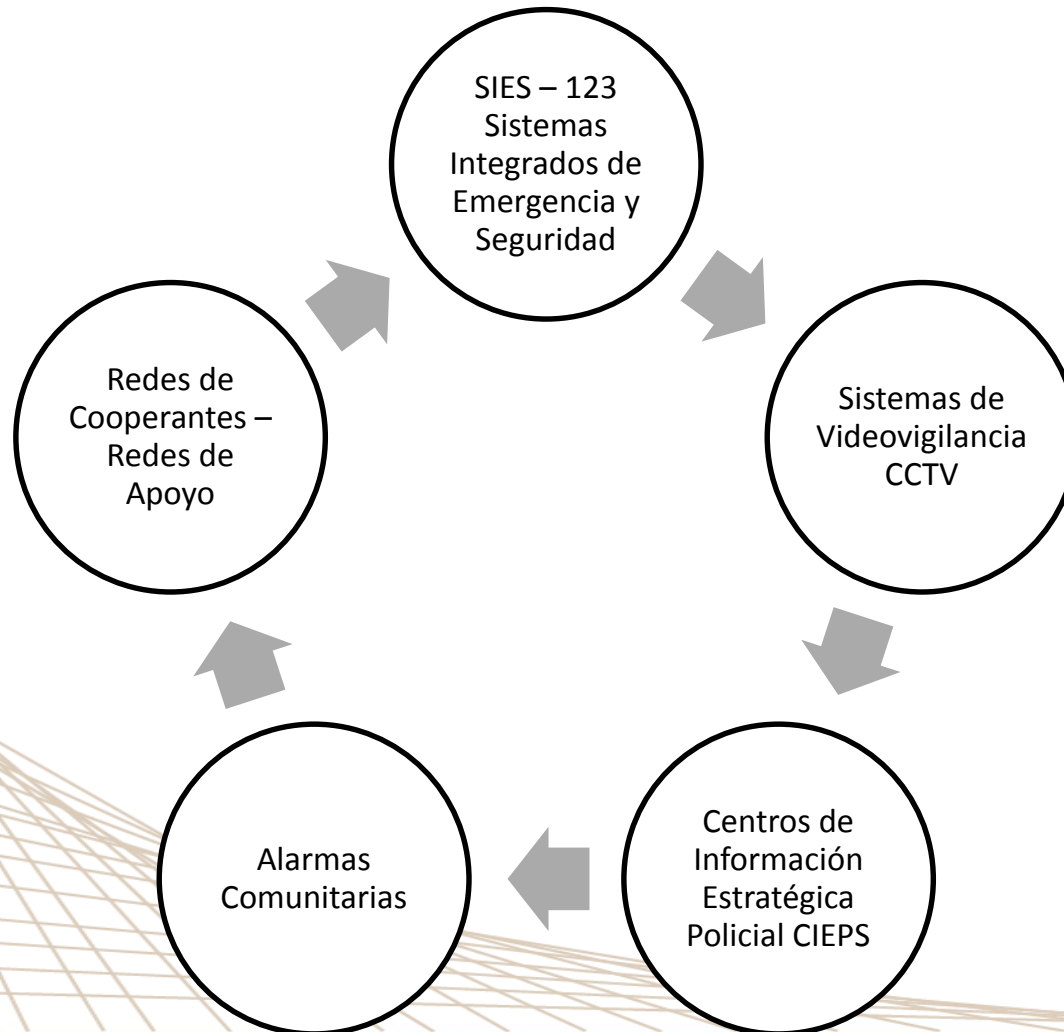 SIES – 123
Sistemas
Integrados de
Emergencia y
Seguridad
Sistemas de
Videovigilancia
CCTV
Centros de
Información
Estratégica
Policial CIEPS
Alarmas
Comunitarias
Redes de
Cooperantes –
Redes de
Apoyo